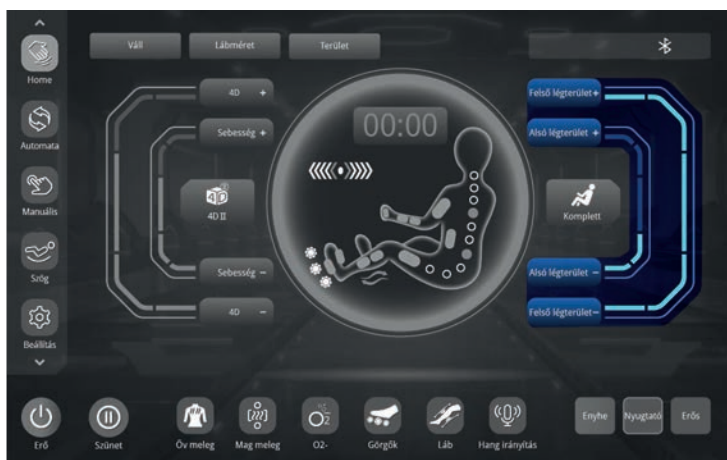 Home
Automata
Manuális
Szög
Beállítás
Váll
Lábméret
Terület
4D +
Sebesség +
4D
4D II
Sebesség −
4D −
00:00
Felső légterület+
Alsó légterület +
Komplett
Alsó légterület −
Felső légterület−
Erő
Szünet
Öv meleg
Mag meleg
O2
O2-
Görgők
Láb
Hang irányítás
Enyhe
Nyugtató
Erős